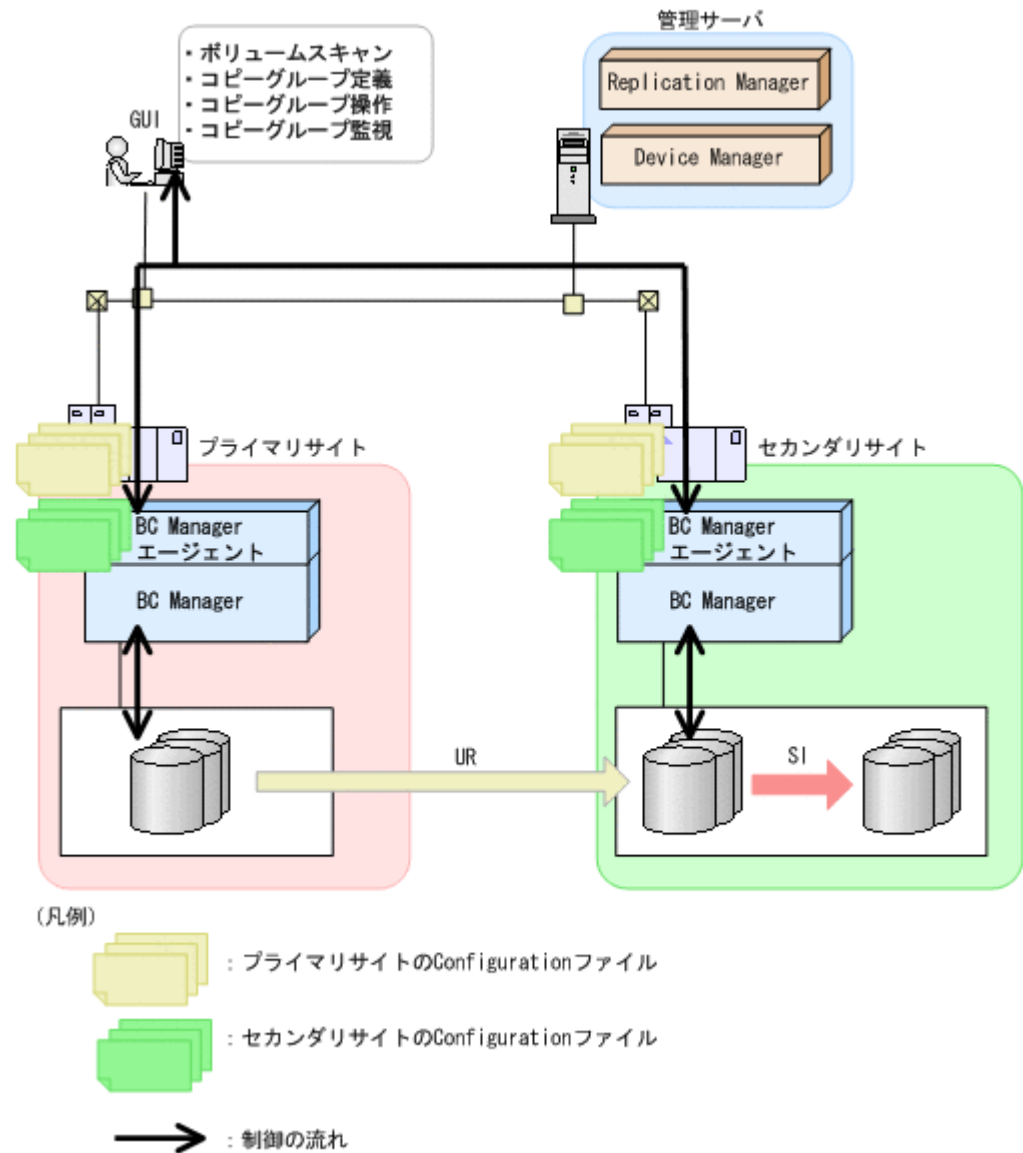 管理サーバ
・ボリュームスキャン
・コピーグループ定義
・コピーグループ操作
・コピーグループ監視
GUI
Replication Manager
Device Manager
プライマリサイト
セカンダリサイト
BC Manager
エージェント
BC Manager
BC Manager
エージェント
BC Manager
UR
SI
(凡例)
：プライマリサイトのConfigurationファイル
：セカンダリサイトのConfigurationファイル
：制御の流れ